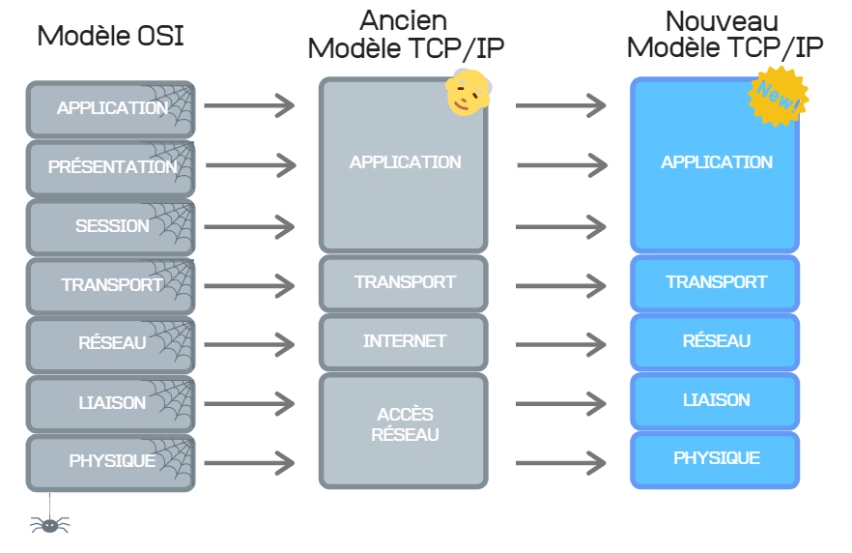 Modèle OSI
APPLICATION
PRÉSENTATION
SESSION
TRANSPORT
RÉSEAU
LIAISON
PHYSIQUE
Ancien
Modèle TCP/IP
APPLICATION
TRANSPORT
INTERNET
ACCÈS
RÉSEAU
Nouveau
Modèle TCP/IP
New!
APPLICATION
TRANSPORT
RÉSEAU
LIAISON
PHYSIQUE